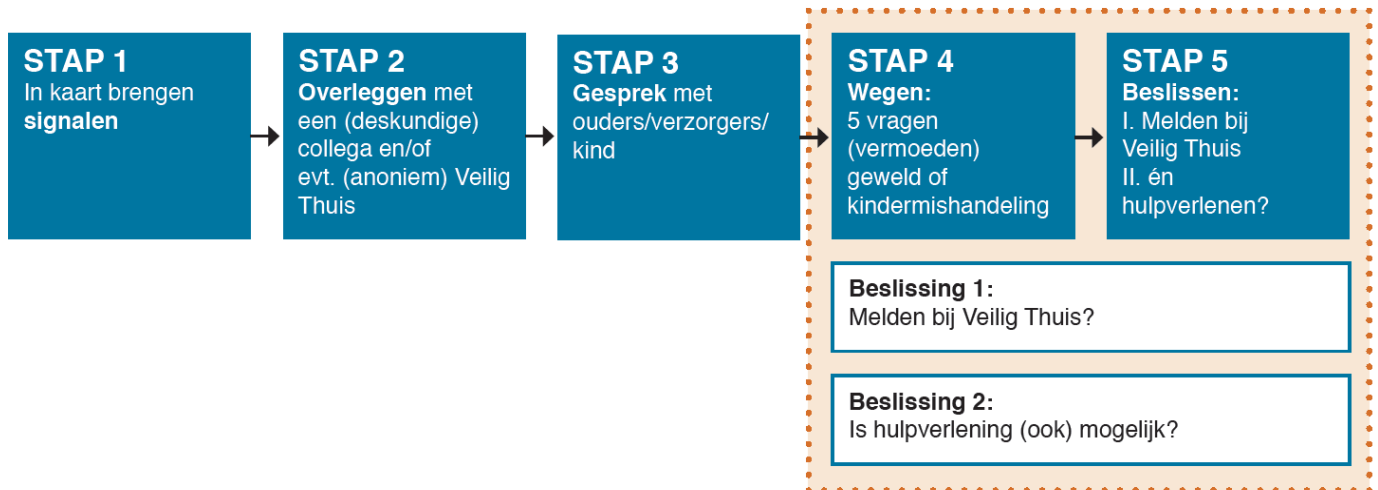 STAP 1
In kaart brengen
signalen
STAP 2
Overleggen met
een (deskundige)
collega en/of
evt. (anoniem) Veilig
Thuis
STAP 3
Gesprek met
ouders/verzorgers/
kind
STAP 4
Wegen:
5 vragen
(vermoeden)
geweld of
kindermishandeling
STAP 5
Beslissen:
I. Melden bij
Veilig Thuis
II. én
hulpverlenen?
Beslissing 1:
Melden bij Veilig Thuis?
Beslissing 2:
Is hulpverlening (ook) mogelijk?